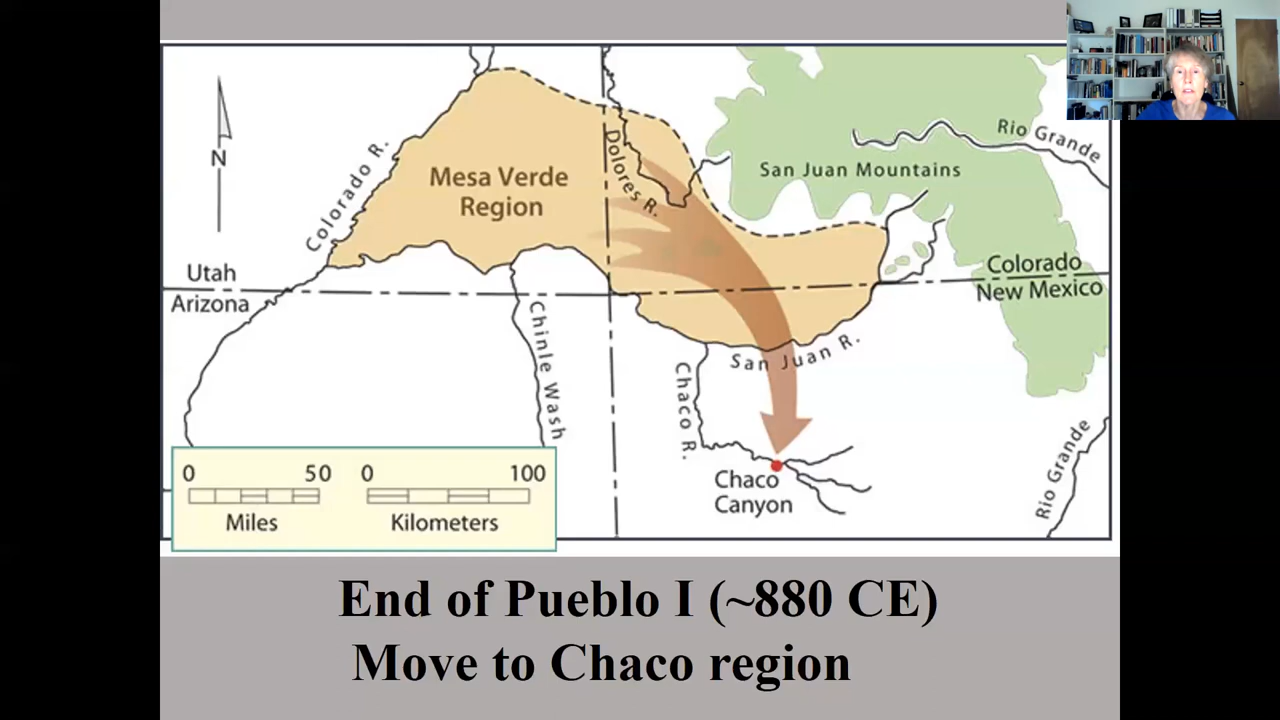 N
Colorado R.
Mesa Verde
Region
Dolores R.
San Juan Mountains
Rio Grande
Utah
Arizona
Colorado
New Mexico
Chinle Wash
Chaco R.
San Juan R.
Chaco
Canyon
Rio Grande
0 50 0 100
Miles Kilometers
End of Pueblo I (~880 CE)
Move to Chaco region